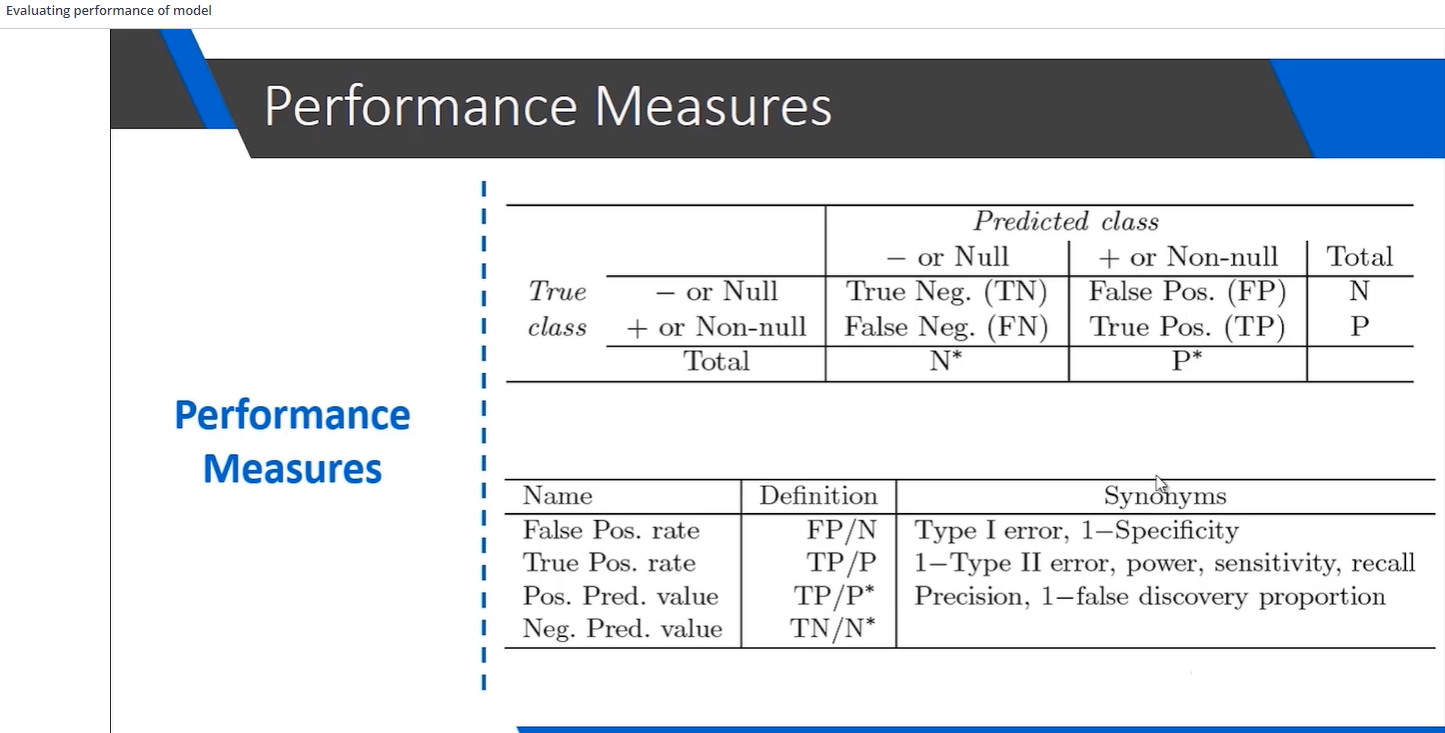 Evaluating performance of model
Performance Measures
Performance
Measures
Predicted class
− or Null + or Non-null Total
True − or Null True Neg. (TN) False Pos. (FP) N
class + or Non-null False Neg. (FN) True Pos. (TP) P
Total N* P*
Name Definition Synonyms
False Pos. rate FP/N Type I error, 1−Specificity
True Pos. rate TP/P 1−Type II error, power, sensitivity, recall
Pos. Pred. value TP/P* Precision, 1−false discovery proportion
Neg. Pred. value TN/N*